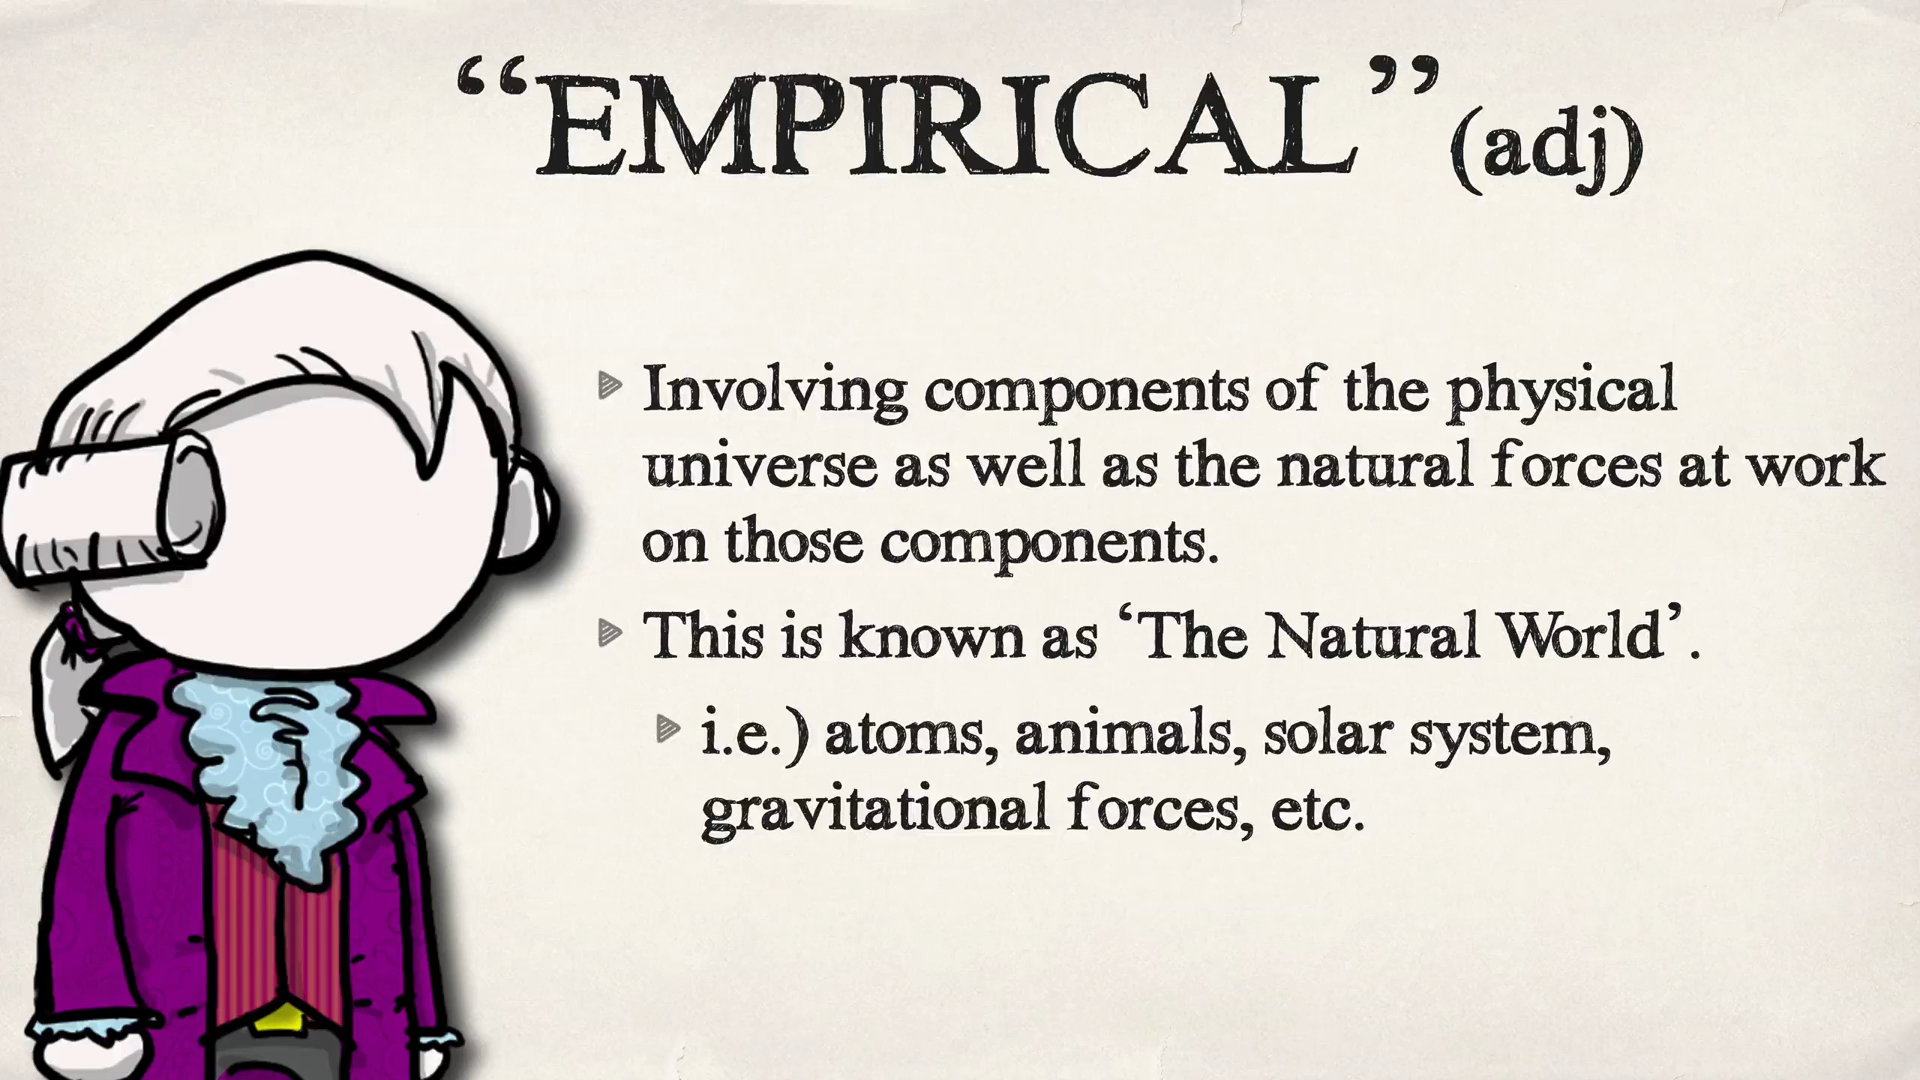 “EMPIRICAL” (adj)
Involving components of the physical
universe as well as the natural forces at work
on those components.
This is known as ‘The Natural World’.
i.e.) atoms, animals, solar system,
gravitational forces, etc.